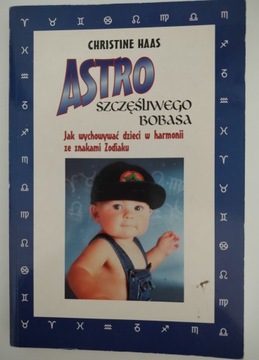 CHRISTINE HAAS
ASTRO
SZCZĘŚLIWEGO
BOBASA
Jak wychowywać dzieci w harmonii
ze znakami Zodiaku